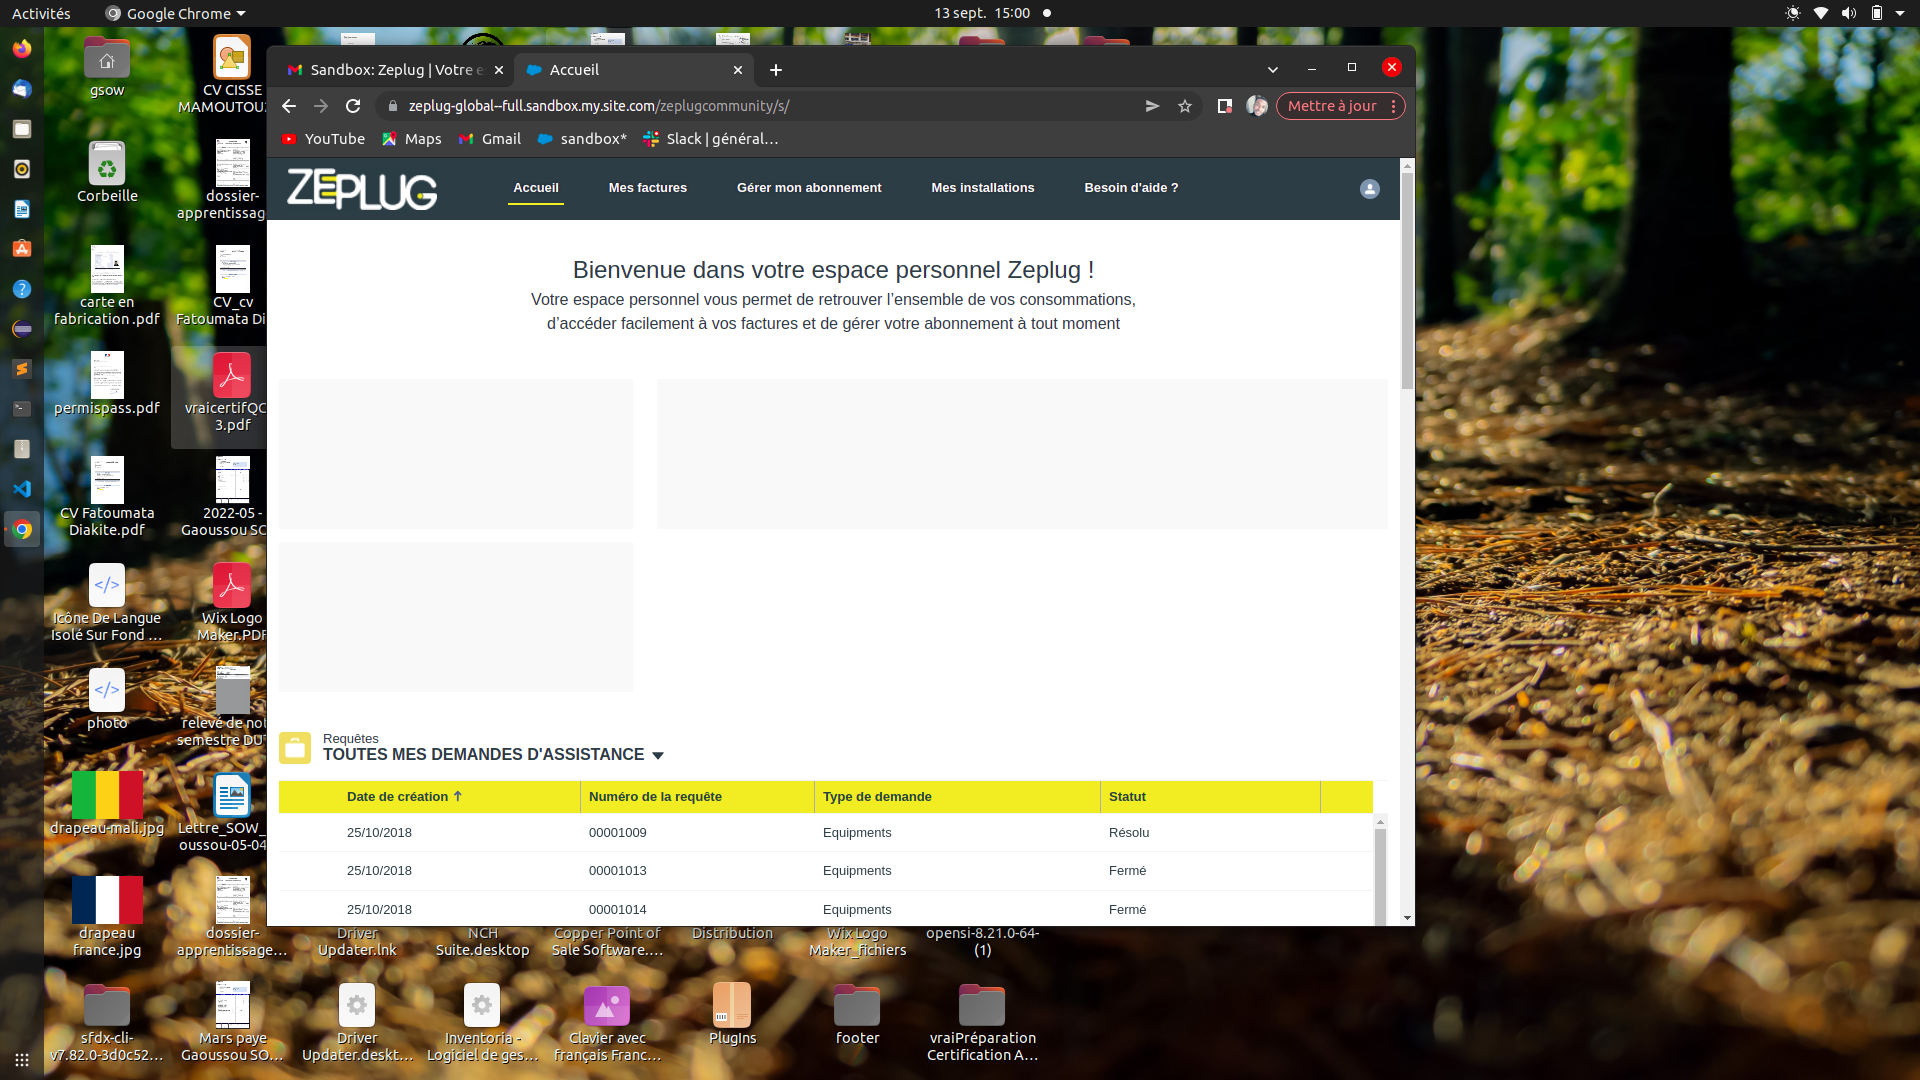 Activités
Google Chrome
13 sept. 15:00
Sandbox: Zeplug | Votre e
Accueil
zeplug-global--full.sandbox.my.site.com/zeplugcommunity/s/
Mettre à jour
YouTube
Maps
Gmail
sandbox*
Slack | général…
ZEPLUG
Accueil
Mes factures
Gérer mon abonnement
Mes installations
Besoin d'aide ?
Bienvenue dans votre espace personnel Zeplug !
Votre espace personnel vous permet de retrouver l’ensemble de vos consommations,
d’accéder facilement à vos factures et de gérer votre abonnement à tout moment
Requêtes
TOUTES MES DEMANDES D'ASSISTANCE
Date de création
Numéro de la requête
Type de demande
Statut
25/10/2018 00001009 Equipments Résolu
25/10/2018 00001013 Equipments Fermé
25/10/2018 00001014 Equipments Fermé
gsow
CV CISSE
MAMOUTOU
Corbeille
dossier-
apprentissag
carte en
fabrication .pdf
CV_cv
Fatoumata Di
permispass.pdf
vraicertifQC
3.pdf
CV Fatoumata
Diakite.pdf
2022-05 -
Gaoussou SC
Icône De Langue
Isolé Sur Fond …
Wix Logo
Maker.PDF
photo
relevé de not
semestre DU
drapeau-mali.jpg
Lettre_SOW_
oussou-05-04
drapeau
france.jpg
dossier-
apprentissage…
Driver
Updater.lnk
NCH
Suite.desktop
Copper Point of
Sale Software.…
Distribution
Wix Logo
Maker_fichiers
opensi-8.21.0-64-
(1)
sfdx-cli-
v7.82.0-3d0c52…
Mars paye
Gaoussou SO…
Driver
Updater.deskt…
Inventoria -
Logiciel de ges…
Clavier avec
français Franc…
PlugIns
footer
vraiPréparation
Certification A…